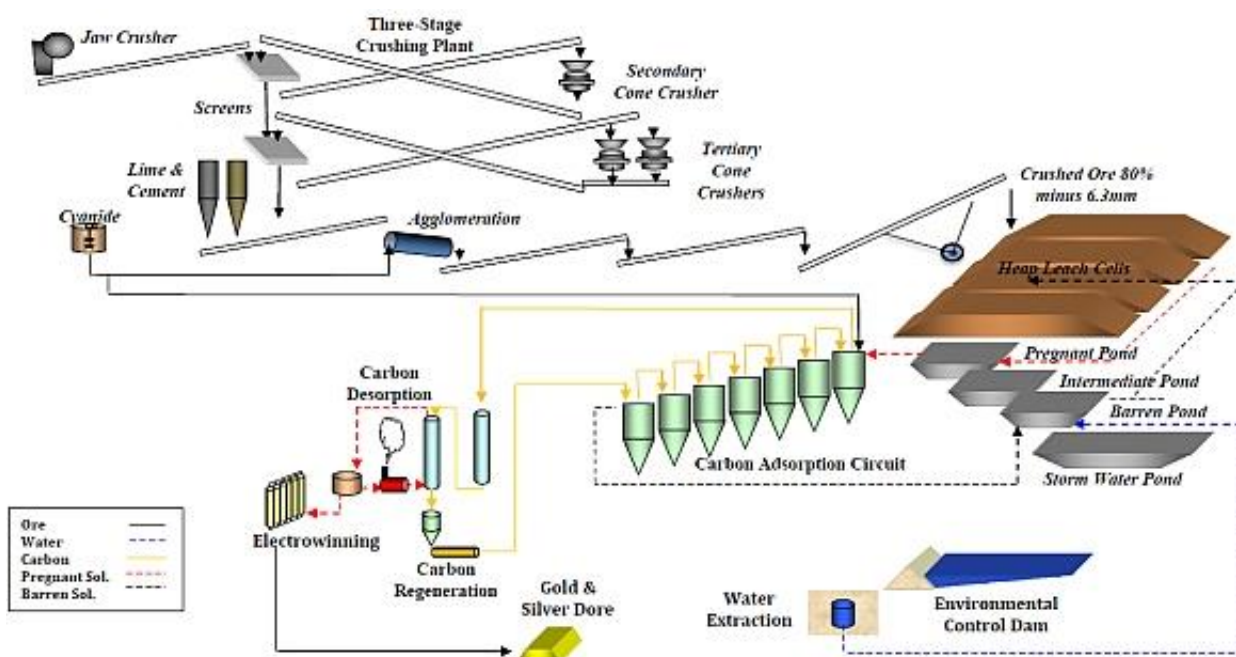 Jaw Crusher
Three-Stage
Crushing Plant
Secondary
Cone Crusher
Screens
Tertiary
Cone
Crushers
Lime &
Cement
Cyanide
Agglomeration
Crushed Ore 80%
minus 6.3mm
Heap Leach Cells
Pregnant Pond
Intermediate Pond
Barren Pond
Storm Water Pond
Carbon
Desorption
Carbon Adsorption Circuit
Electrowinning
Carbon
Regeneration
Ore
Water
Carbon
Pregnant Sol.
Barren Sol.
Gold &
Silver Dore
Water
Extraction
Environmental
Control Dam